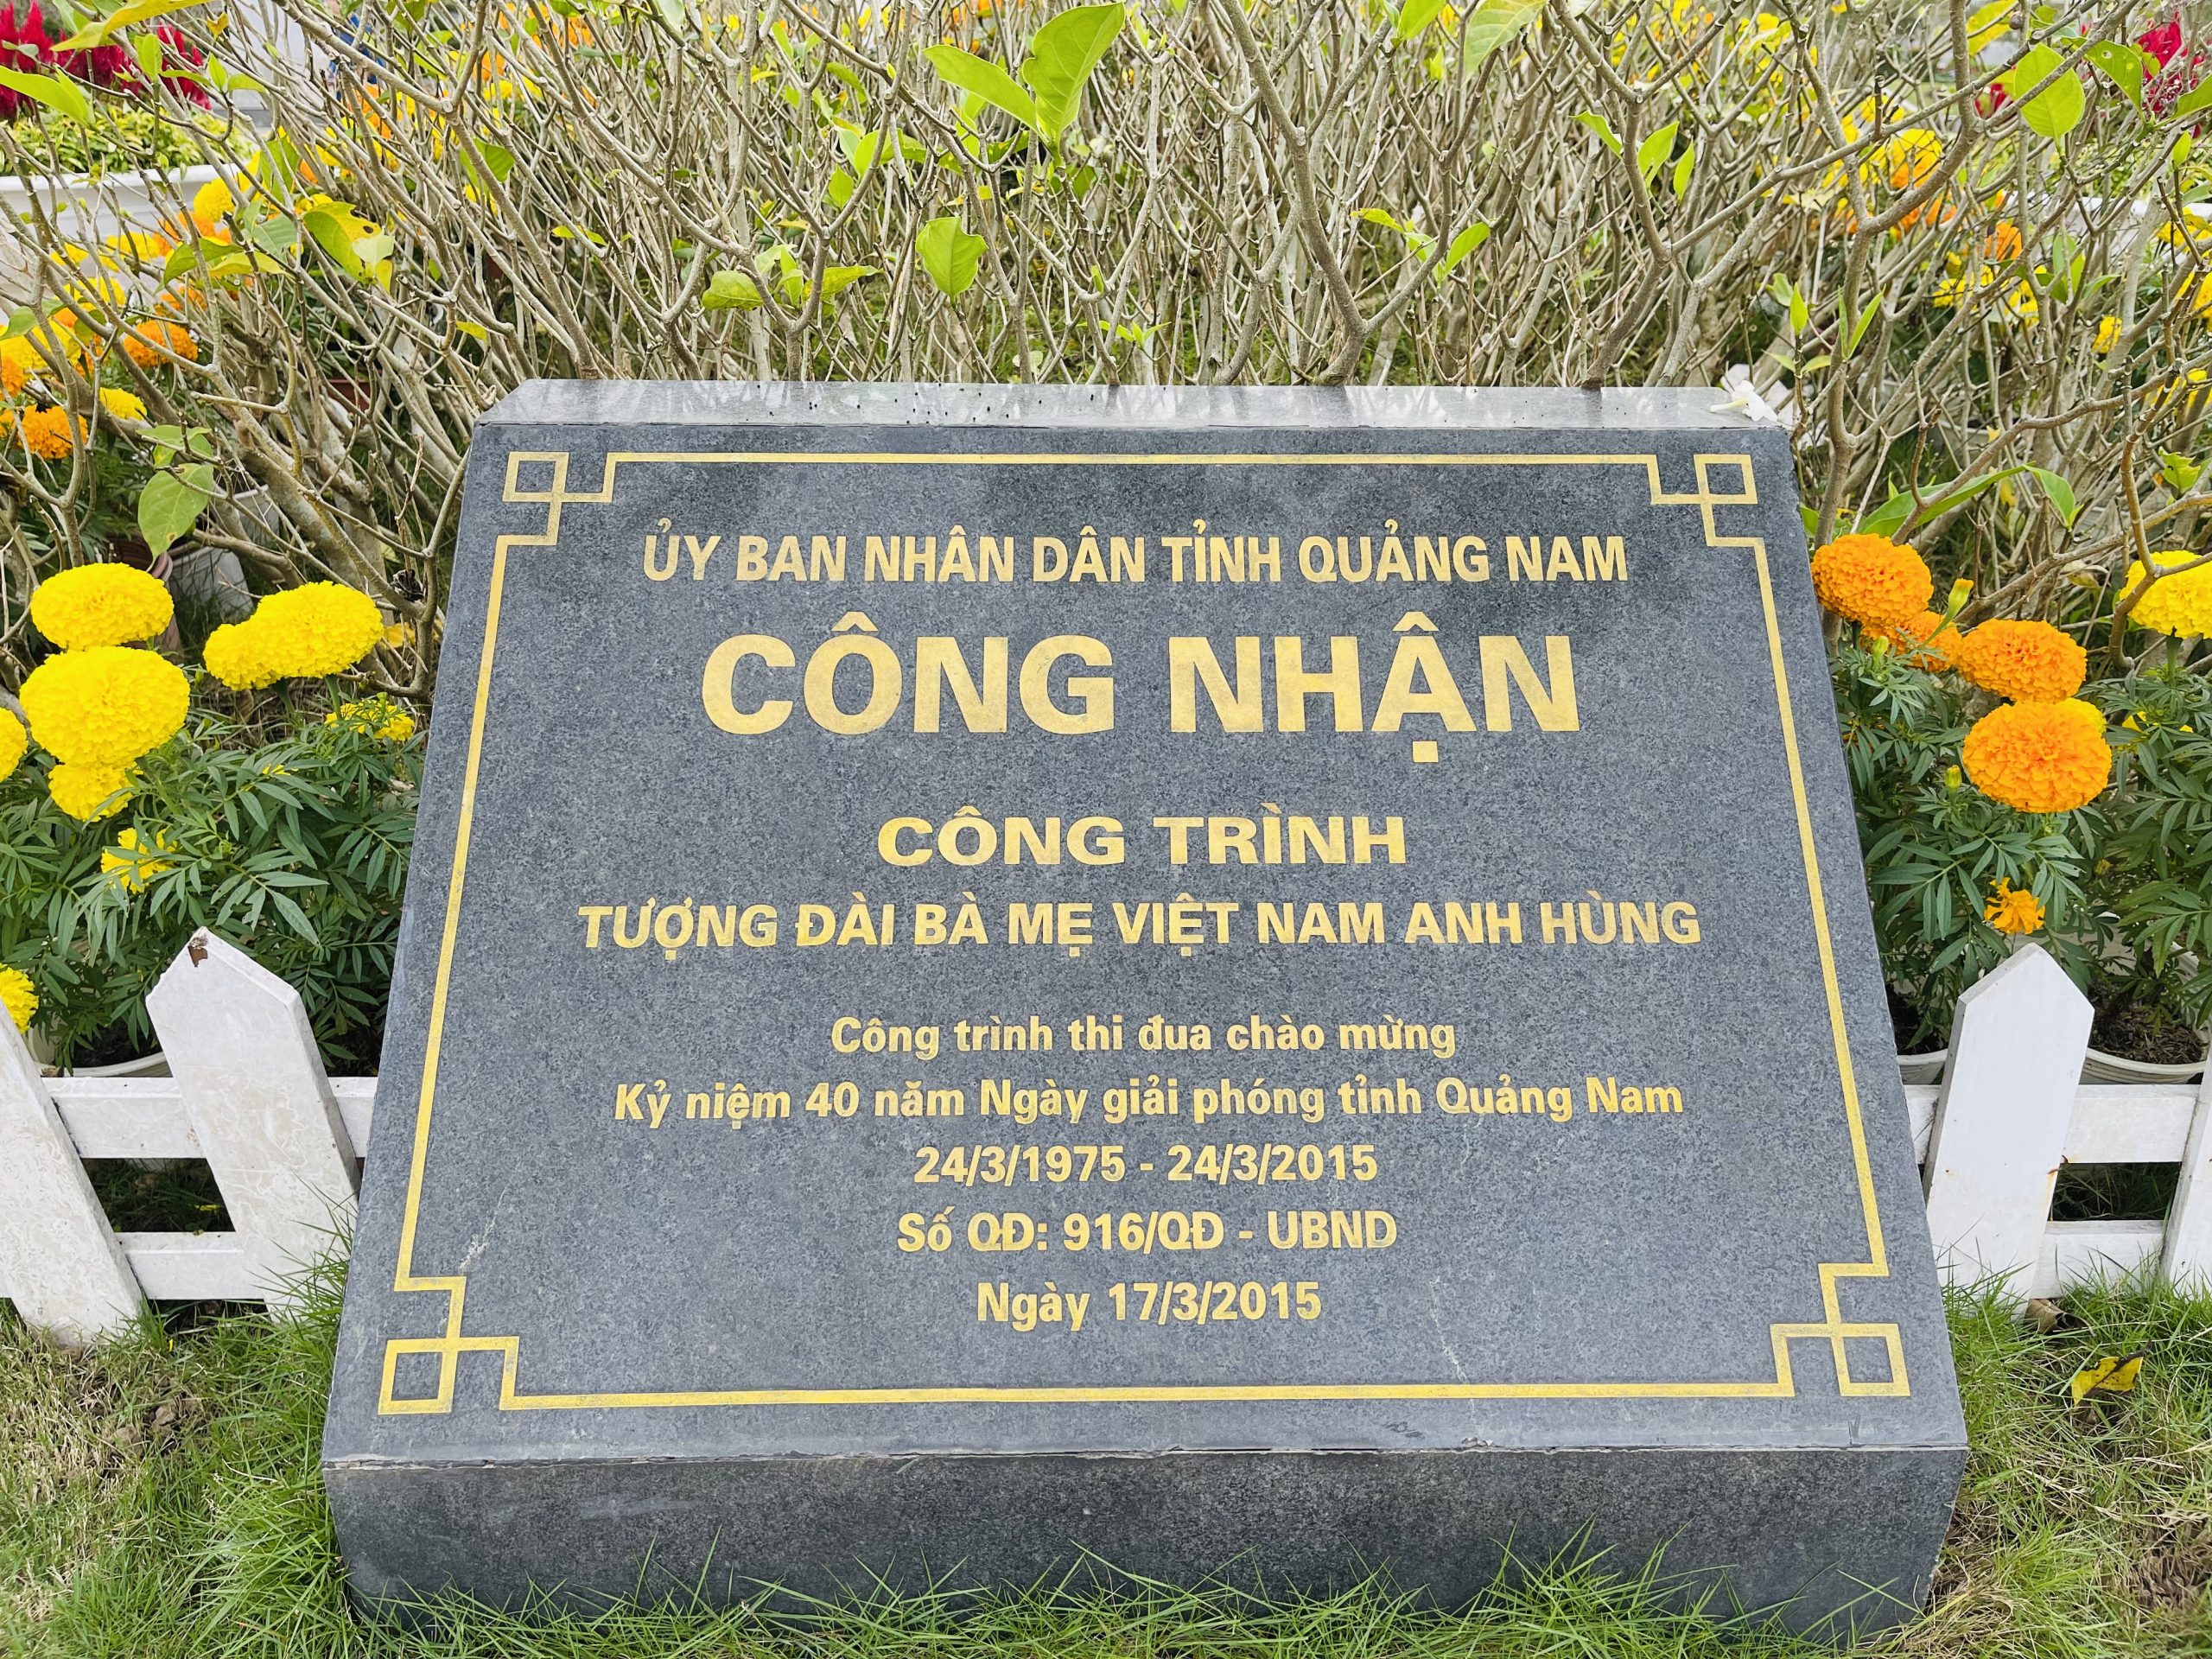 ỦY BAN NHÂN DÂN TỈNH QUẢNG NAM
CÔNG NHẬN
CÔNG TRÌNH
TƯỢNG ĐÀI BÀ MẸ VIỆT NAM ANH HÙNG
Công trình thi đua chào mừng
Kỷ niệm 40 năm Ngày giải phóng tỉnh Quảng Nam
24/3/1975 - 24/3/2015
Số QĐ: 916/QĐ - UBND
Ngày 17/3/2015